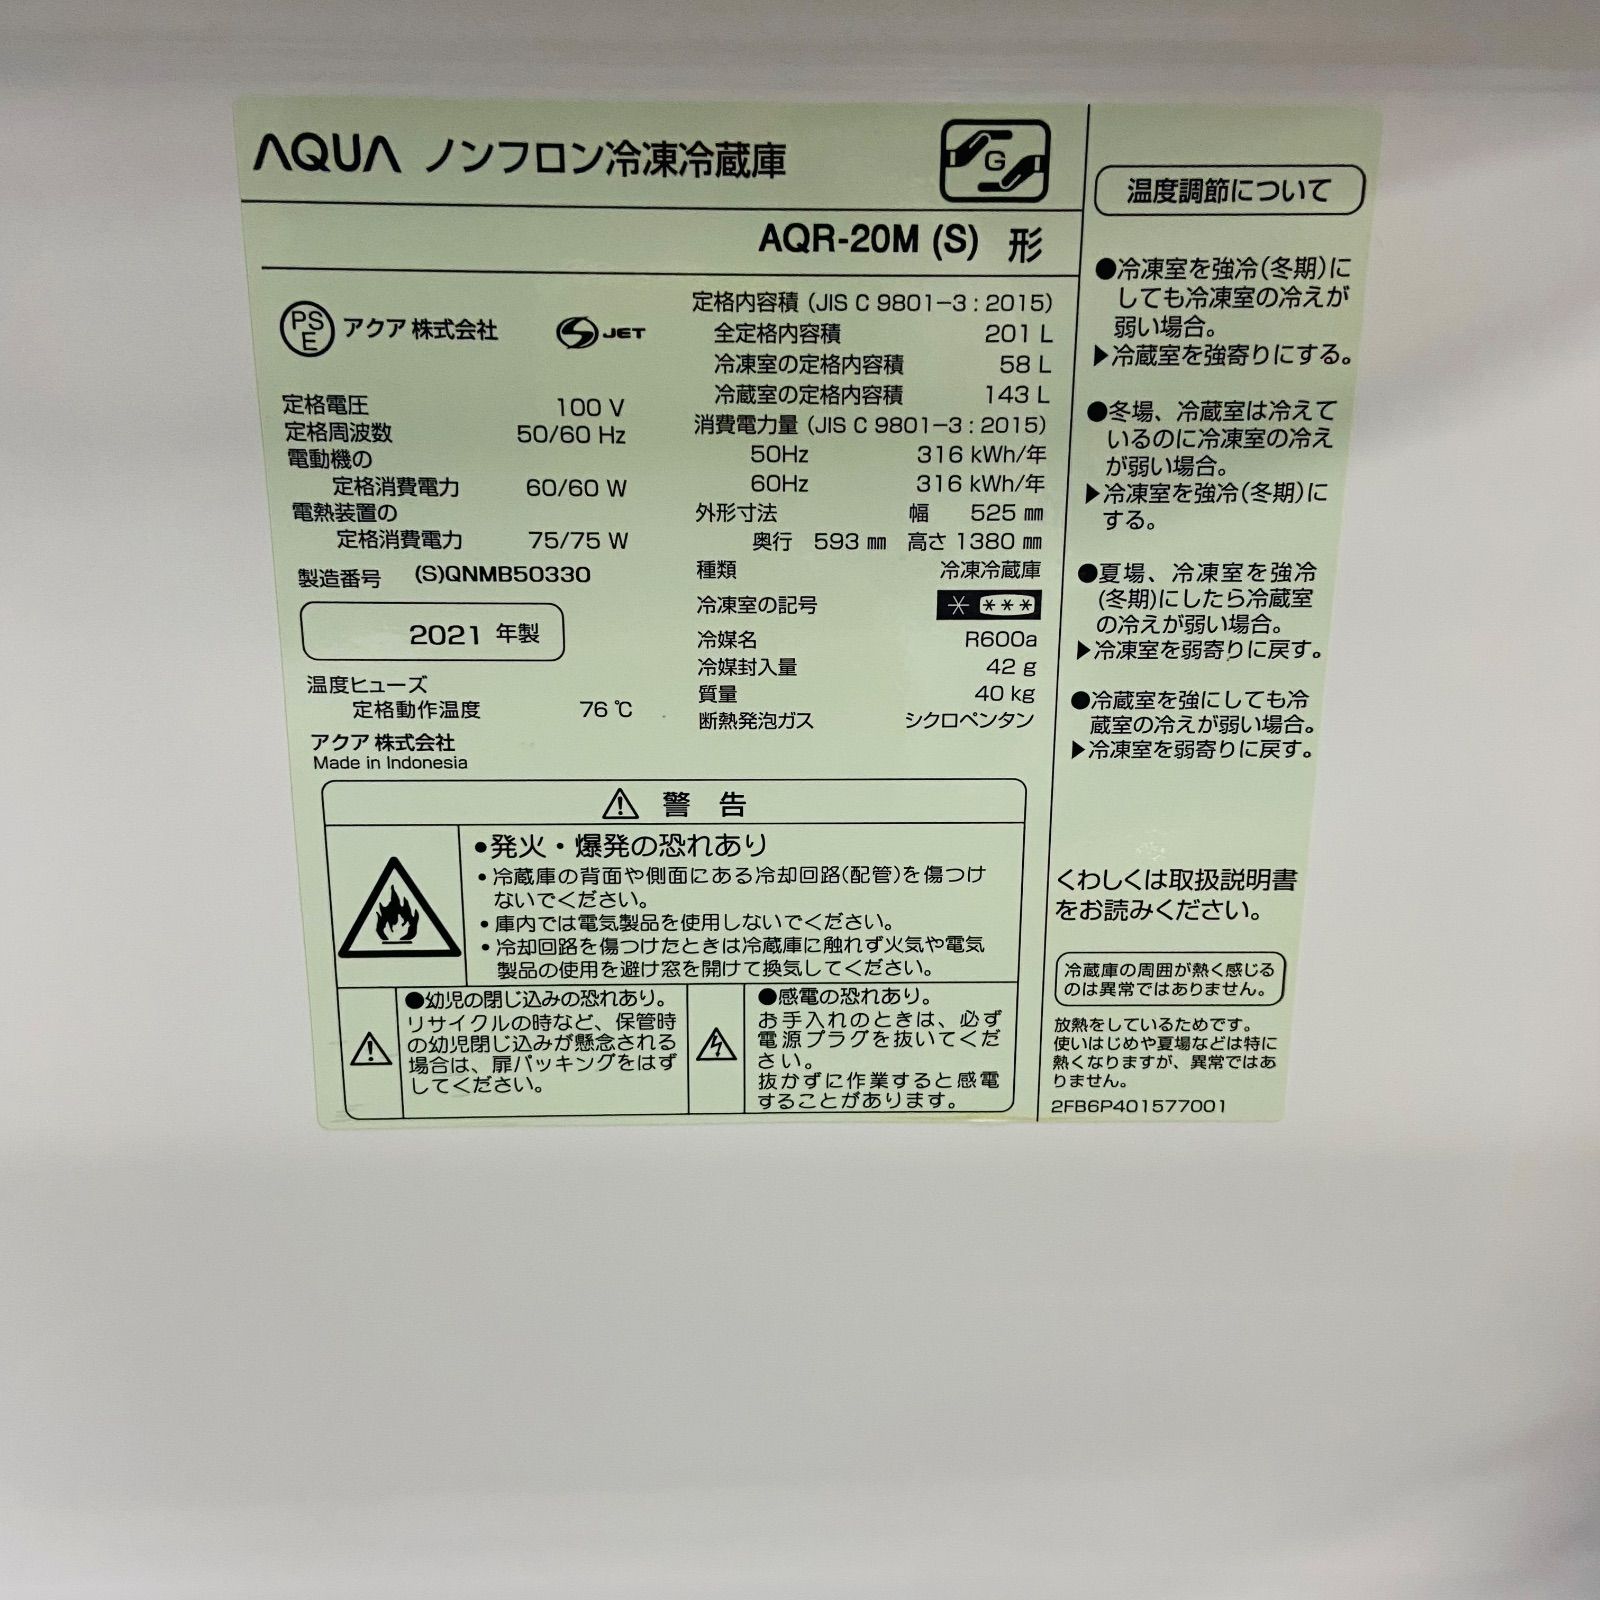 AQUA ノンフロン冷凍冷蔵庫
G
AQR-20M (S) 形
PSE アクア 株式会社 S JET
定格電圧 100 V
定格周波数 50/60 Hz
電動機の
定格消費電力 60/60 W
電熱装置の
定格消費電力 75/75 W
製造番号 (S)QNMB50330
2021 年製
温度ヒューズ
定格動作温度 76 ℃
アクア 株式会社
Made in Indonesia
定格内容積 (JIS C 9801-3 : 2015)
全定格内容積 201 L
冷凍室の定格内容積 58 L
冷蔵室の定格内容積 143 L
消費電力量 (JIS C 9801-3 : 2015)
50Hz 316 kWh/年
60Hz 316 kWh/年
外形寸法 幅 525 ㎜
奥行 593 ㎜ 高さ 1380 ㎜
種類 冷凍冷蔵庫
冷凍室の記号 * ***
冷媒名 R600a
冷媒封入量 42 g
質量 40 kg
断熱発泡ガス シクロペンタン
⚠ 警 告
●発火・爆発の恐れあり
・冷蔵庫の背面や側面にある冷却回路(配管)を傷つけ
ないでください。
・庫内では電気製品を使用しないでください。
・冷却回路を傷つけたときは冷蔵庫に触れず火気や電気
製品の使用を避け窓を開けて換気してください。
●幼児の閉じ込みの恐れあり。
リサイクルの時など、保管時
の幼児閉じ込みが懸念される
場合は、扉パッキングをはず
してください。
●感電の恐れあり。
お手入れのときは、必ず
電源プラグを抜いてくだ
さい。
抜かずに作業すると感電
することがあります。
温度調節について
●冷凍室を強冷(冬期)に
しても冷凍室の冷えが
弱い場合。
▶冷蔵室を強寄りにする。
●冬場、冷蔵室は冷えて
いるのに冷凍室の冷え
が弱い場合。
▶冷凍室を強冷(冬期)に
する。
●夏場、冷凍室を強冷
(冬期)にしたら冷蔵室
の冷えが弱い場合。
▶冷凍室を弱寄りに戻す。
●冷蔵室を強にしても冷
蔵室の冷えが弱い場合。
▶冷凍室を弱寄りに戻す。
くわしくは取扱説明書
をお読みください。
冷蔵庫の周囲が熱く感じる
のは異常ではありません。
放熱をしているためです。
使いはじめや夏場などは特に
熱くなりますが、異常ではあ
りません。
2FB6P401577001